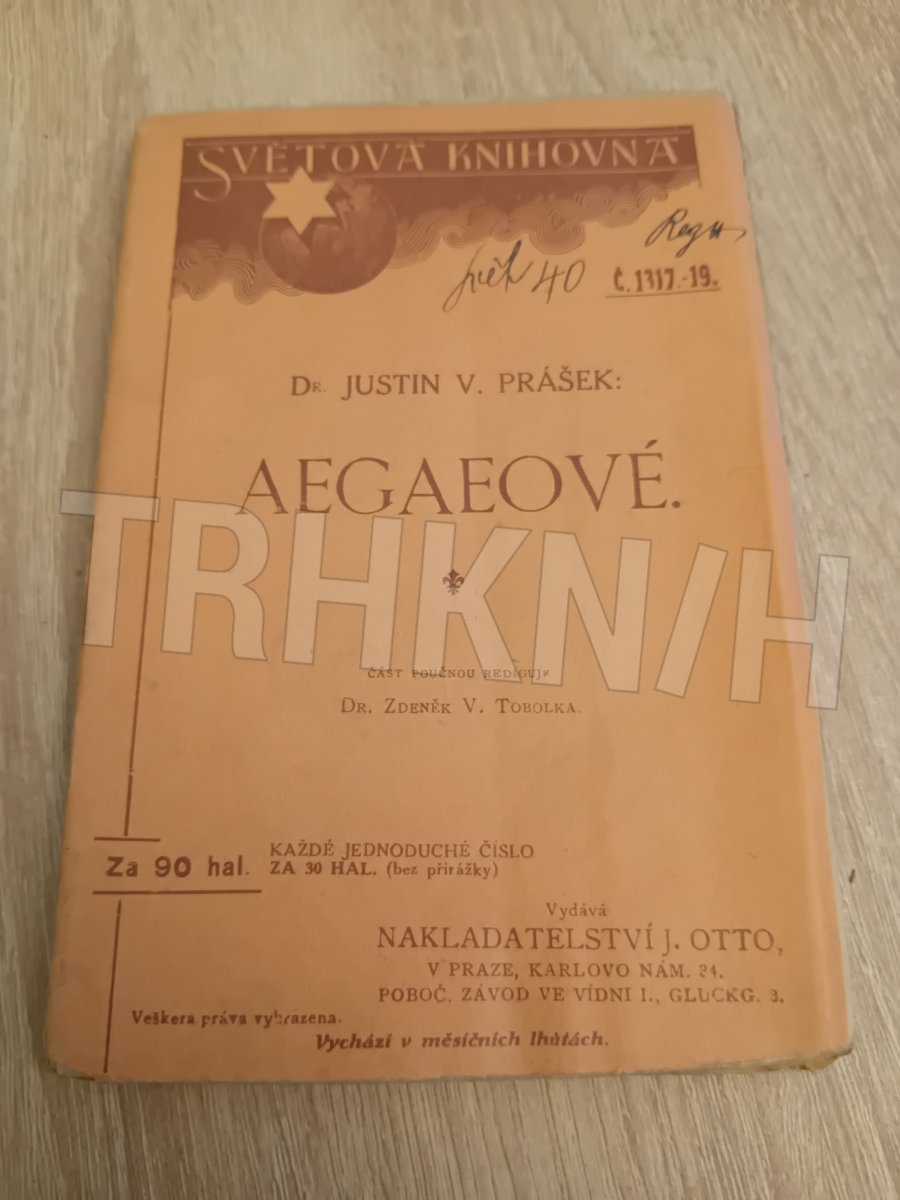 SVĚTOVÁ KNIHOVNA
40
Č. 1317.-19.
DR. JUSTIN V. PRÁŠEK:
AEGAEOVÉ.
TRHKNIH
ČÁST POUČNOU REDIGUJE
DR. ZDENĚK V. TOBOLKA.
Za 90 hal.
KAŽDÉ JEDNODUCHÉ ČÍSLO
ZA 30 HAL. (bez přirážky)
Vydává
NAKLADATELSTVÍ J. OTTO,
V PRAZE, KARLOVO NÁM. 34.
POBOČ. ZÁVOD VE VÍDNI I., GLUCKG. 3.
Veškera práva vyhrazena.
Vychází v měsíčních lhůtách.